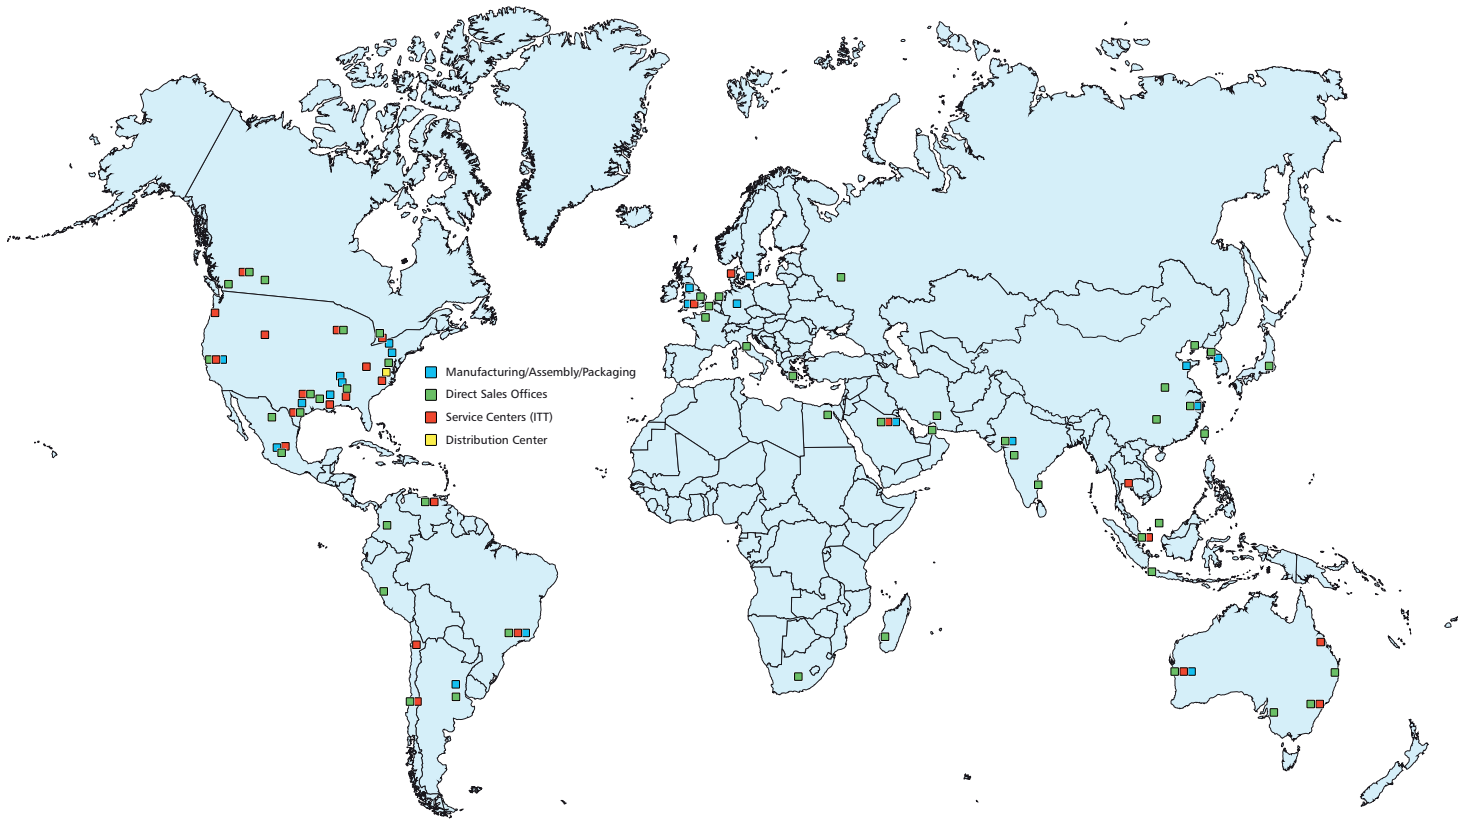 Manufacturing/Assembly/Packaging
Direct Sales Offices
Service Centers (ITT)
Distribution Center